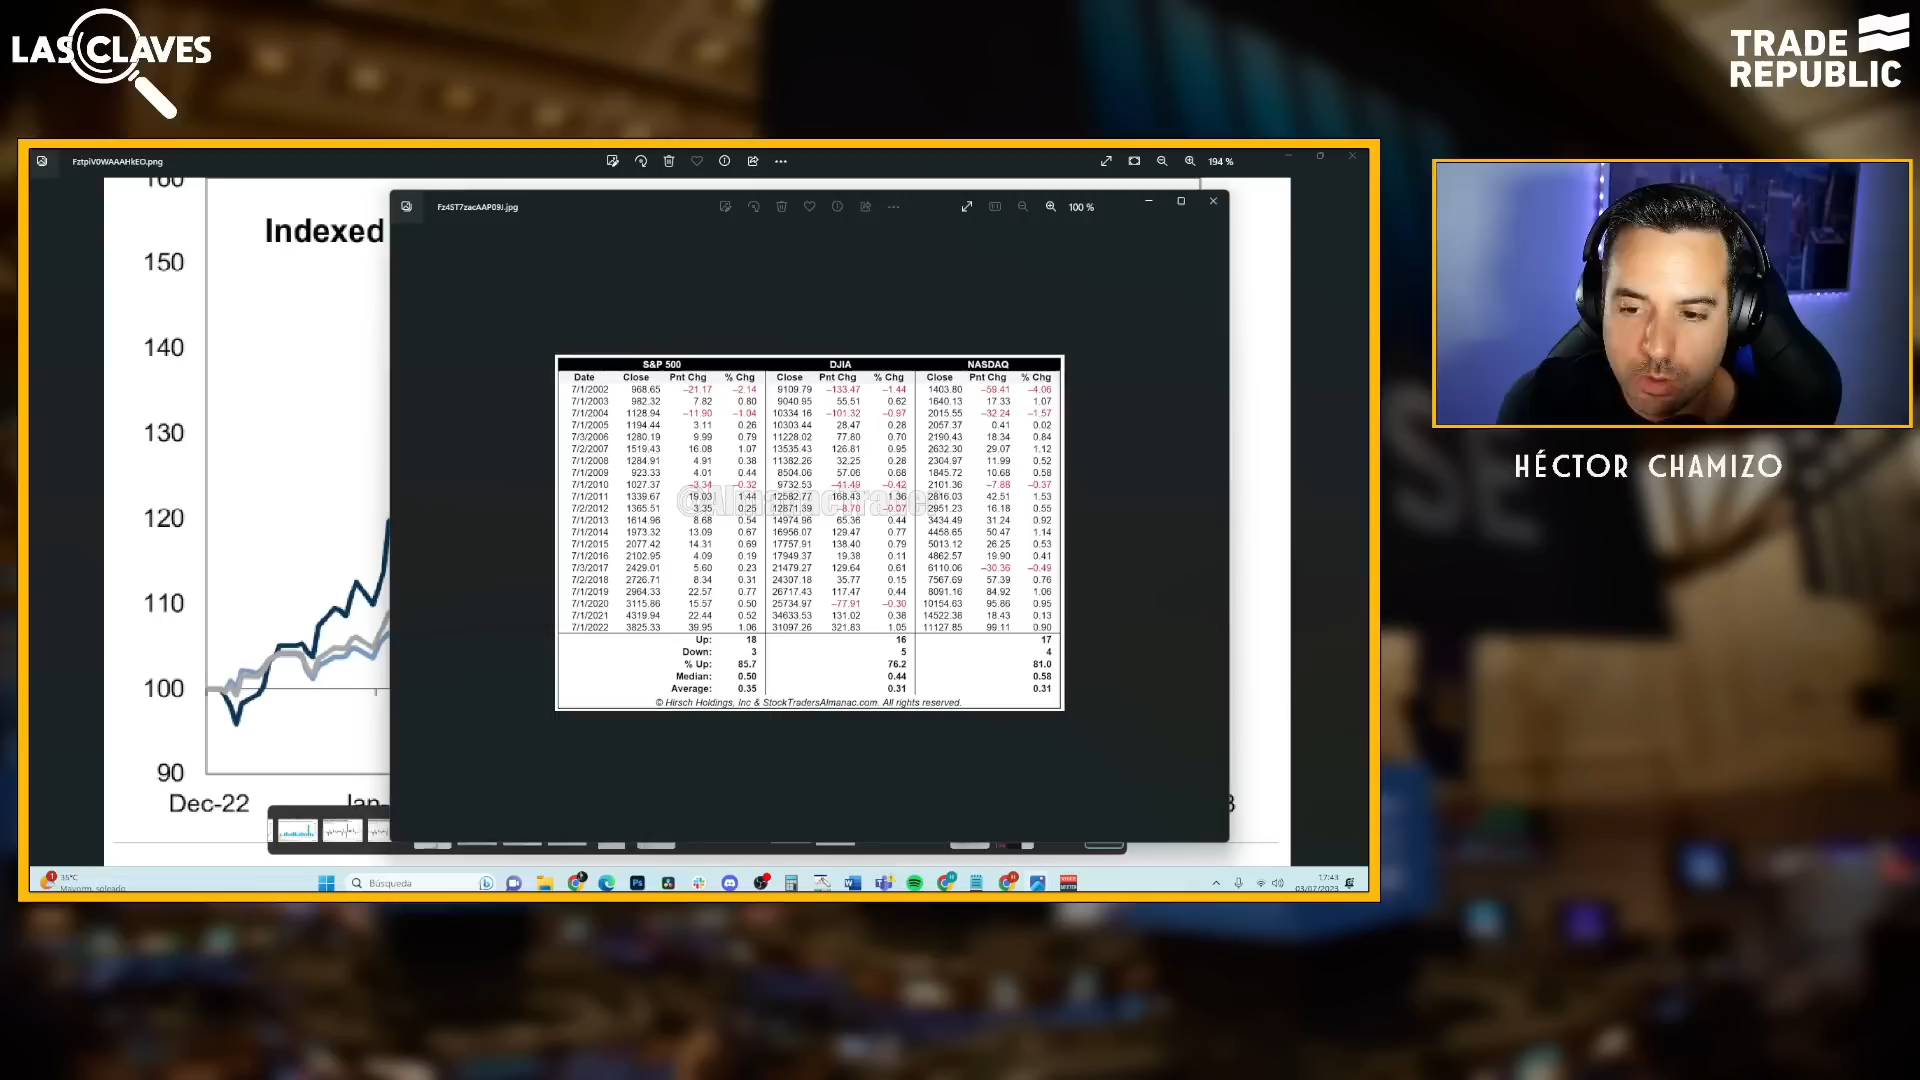 LAS CLAVES
TRADE
REPUBLIC
FztpiV0WAAAHkEO.png
194 %
Fz4ST7zacAAP09J.jpg
100 %
160
Indexed
150
140
130
120
110
100
90
Dec-22
Jan-
3
S&P 500 DJIA NASDAQ
Date Close Pnt Chg % Chg Close Pnt Chg % Chg Close Pnt Chg % Chg
7/1/2002 968.65 –21.17 –2.14 9109.79 –133.47 –1.44 1403.80 –59.41 –4.06
7/1/2003 982.32 7.82 0.80 9040.95 55.51 0.62 1640.13 17.33 1.07
7/1/2004 1128.94 –11.90 –1.04 10334.16 –101.32 –0.97 2015.55 –32.24 –1.57
7/1/2005 1194.44 3.11 0.26 10303.44 28.47 0.28 2057.37 0.41 0.02
7/3/2006 1280.19 9.99 0.79 11228.02 77.80 0.70 2190.43 18.34 0.84
7/2/2007 1519.43 16.08 1.07 13535.43 126.81 0.95 2632.30 29.07 1.12
7/1/2008 1284.91 4.91 0.38 11382.26 32.25 0.28 2304.97 11.99 0.52
7/1/2009 923.33 4.01 0.44 8504.06 57.06 0.68 1845.72 10.68 0.58
7/1/2010 1027.37 –3.34 –0.32 9732.53 –41.49 –0.42 2101.36 –7.88 –0.37
7/1/2011 1339.67 19.03 1.44 12582.77 168.43 1.36 2816.03 42.51 1.53
7/2/2012 1365.51 3.35 0.25 12871.39 –8.70 –0.07 2951.23 16.18 0.55
7/1/2013 1614.96 8.68 0.54 14974.96 65.36 0.44 3434.49 31.24 0.92
7/1/2014 1973.32 13.09 0.67 16956.07 129.47 0.77 4458.65 50.47 1.14
7/1/2015 2077.42 14.31 0.69 17757.91 138.40 0.79 5013.12 26.25 0.53
7/1/2016 2102.95 4.09 0.19 17949.37 19.38 0.11 4862.57 19.90 0.41
7/3/2017 2429.01 5.60 0.23 21479.27 129.64 0.61 6110.06 –30.36 –0.49
7/2/2018 2726.71 8.34 0.31 24307.18 35.77 0.15 7567.69 57.39 0.76
7/1/2019 2964.33 22.57 0.77 26717.43 117.47 0.44 8091.16 84.92 1.06
7/1/2020 3115.86 15.57 0.50 25734.97 –77.91 –0.30 10154.63 95.86 0.95
7/1/2021 4319.94 22.44 0.52 34633.53 131.02 0.38 14522.38 18.43 0.13
7/1/2022 3825.33 39.95 1.06 31097.26 321.83 1.05 11127.85 99.11 0.90
Up: 18 16 17
Down: 3 5 4
% Up: 85.7 76.2 81.0
Median: 0.50 0.44 0.58
Average: 0.35 0.31 0.31
© Hirsch Holdings, Inc & StockTradersAlmanac.com. All rights reserved.
HÉCTOR CHAMIZO
35°C
Mayorm. soleado
Búsqueda
17:43
03/07/2023